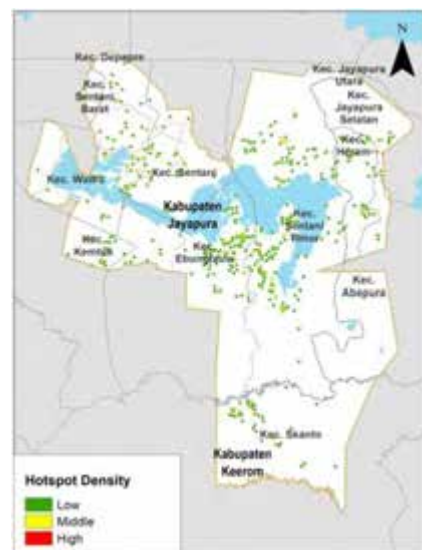 N
Kec. Depapre
Kec.
Sentani
Barat
Kec. Jayapura
Utara
Kec.
Jayapura
Selatan
Kec.
Heram
Kec. Waibu
Kec. Sentani
Kabupaten
Jayapura
Kec.
Sentani
Timur
Kec.
Kemtuk
Kec.
Ebungfau
Kec.
Abepura
Kec. Skanto
Kabupaten
Keerom
Hotspot Density
Low
Middle
High